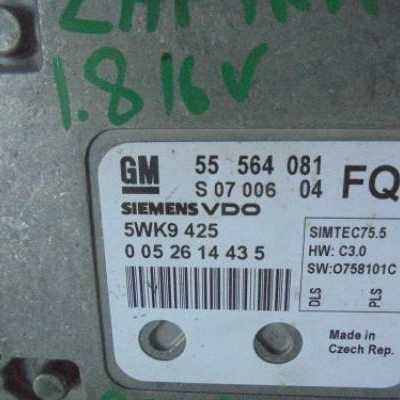 1.8 16V
GM 55 564 081
S 07 006 04 FQ
SIEMENS VDO
5WK9 425
0 05 26 14 43 5
SIMTEC75.5
HW: C3.0
SW:O758101C
DLS PLS
Made in
Czech Rep.